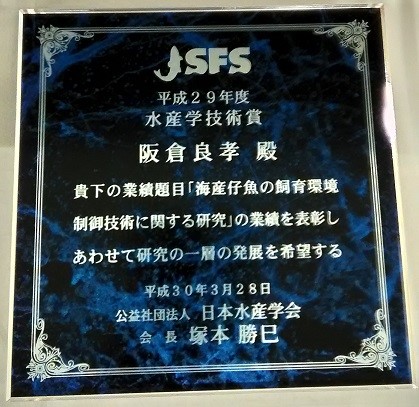 JSFS
平成29年度
水産学技術賞
阪倉良孝 殿
貴下の業績題目「海産仔魚の飼育環境
制御技術に関する研究」の業績を表彰し
あわせて研究の一層の発展を希望する
平成30年3月28日
公益社団法人 日本水産学会
会長 塚本勝巳